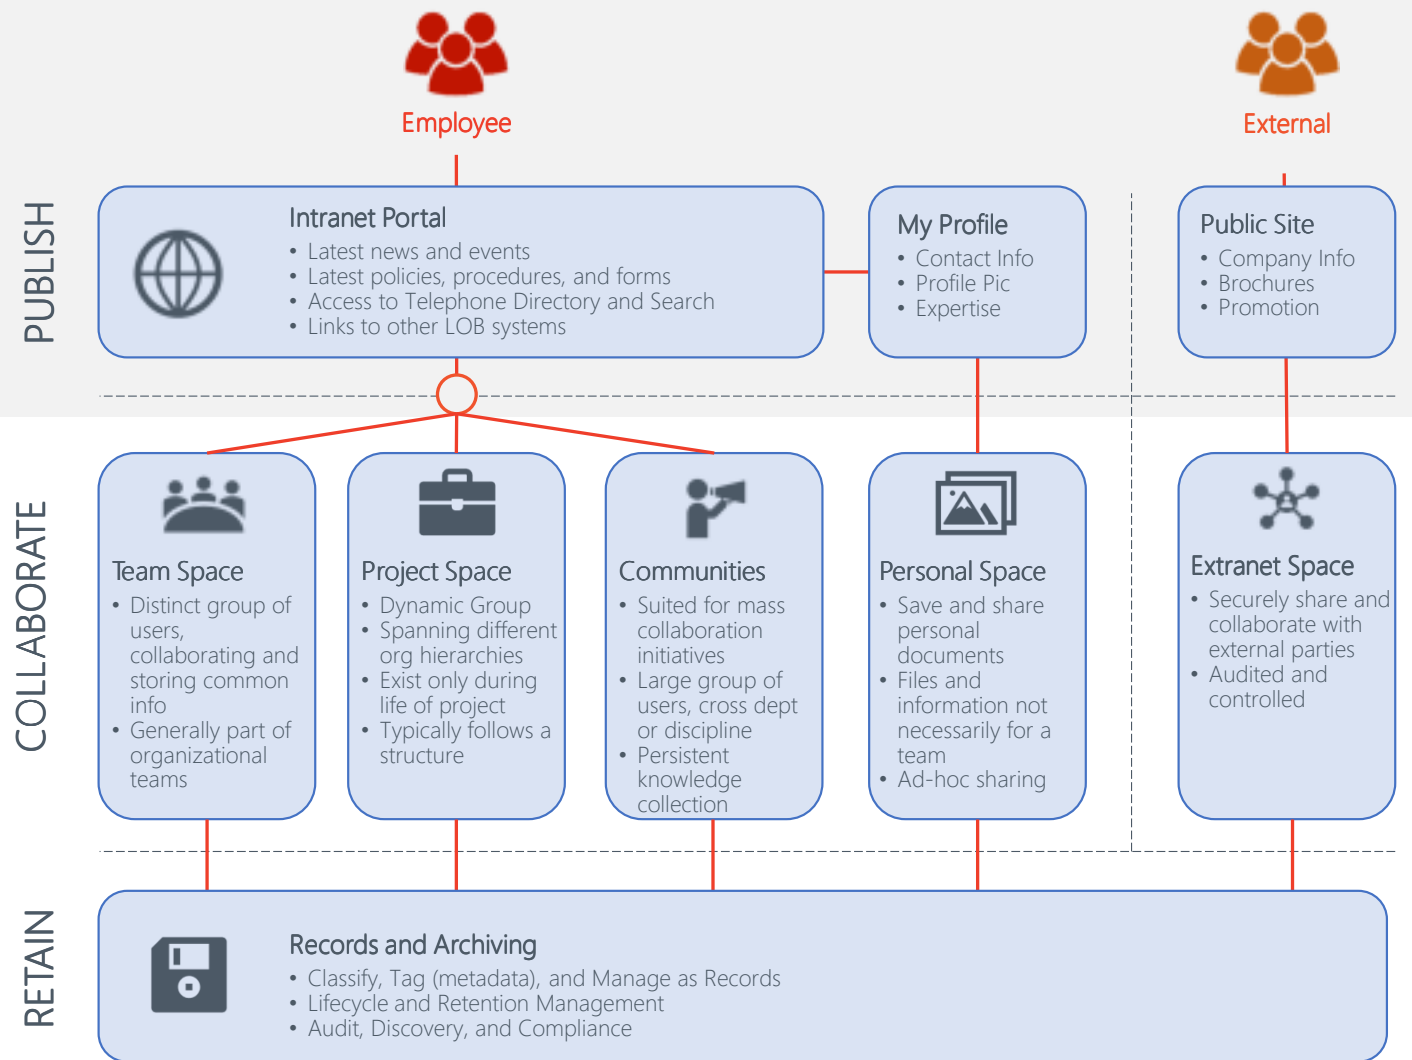 Employee
External
PUBLISH
Intranet Portal
• Latest news and events
• Latest policies, procedures, and forms
• Access to Telephone Directory and Search
• Links to other LOB systems
My Profile
• Contact Info
• Profile Pic
• Expertise
Public Site
• Company Info
• Brochures
• Promotion
COLLABORATE
Team Space
• Distinct group of
users,
collaborating and
storing common
info
• Generally part of
organizational
teams
Project Space
• Dynamic Group
• Spanning different
org hierarchies
• Exist only during
life of project
• Typically follows a
structure
Communities
• Suited for mass
collaboration
initiatives
• Large group of
users, cross dept
or discipline
• Persistent
knowledge
collection
Personal Space
• Save and share
personal
documents
• Files and
information not
necessarily for a
team
• Ad-hoc sharing
Extranet Space
• Securely share and
collaborate with
external parties
• Audited and
controlled
RETAIN
Records and Archiving
• Classify, Tag (metadata), and Manage as Records
• Lifecycle and Retention Management
• Audit, Discovery, and Compliance